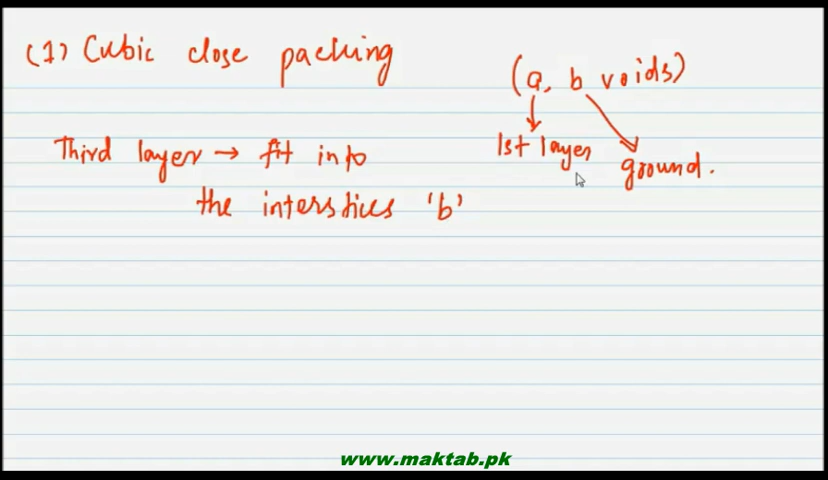 (1) Cubic close packing
(a, b voids)
1st layer ground.
Third layer → fit into
the interstices 'b'
www.maktab.pk